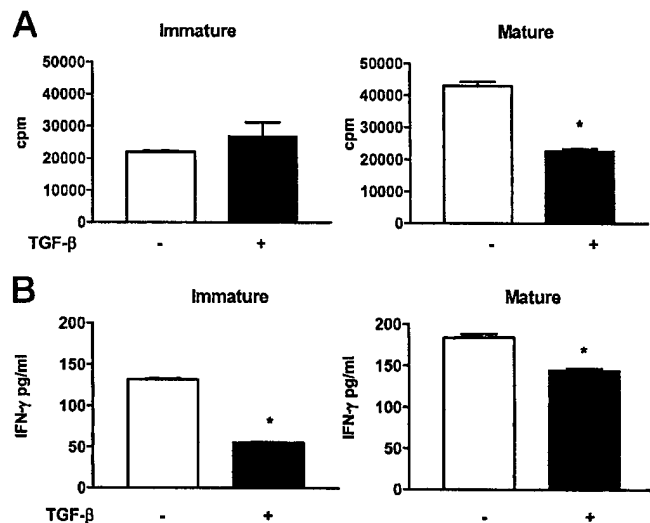 A
Immature
Mature
cpm
50000
40000
30000
20000
10000
0
cpm
50000
40000
30000
20000
10000
0
*
TGF-β - +
- +
B
Immature
Mature
IFN-γ pg/ml
200
150
100
50
0
*
IFN-γ pg/ml
200
150
100
50
0
*
TGF-β - +
- +